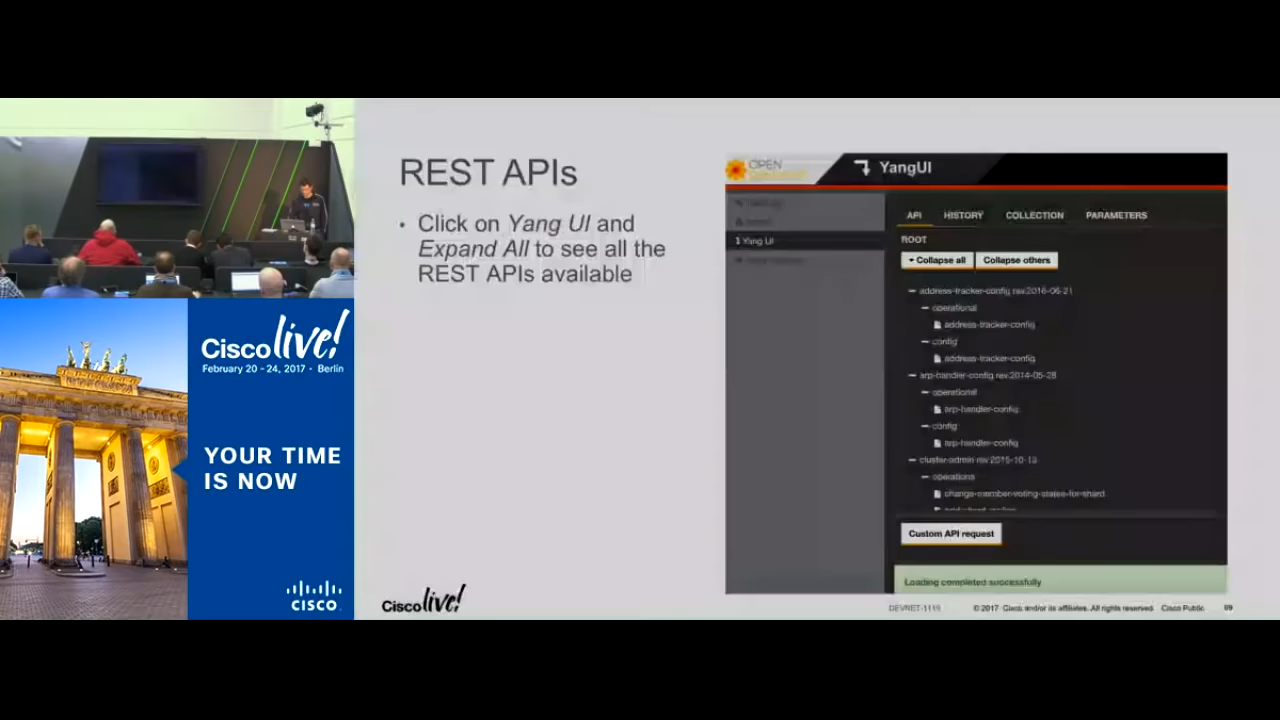 Cisco live!
February 20 - 24, 2017 · Berlin
YOUR TIME
IS NOW
CISCO
REST APIs
• Click on Yang UI and
Expand All to see all the
REST APIs available
OPEN
YangUI
Yang UI
API HISTORY COLLECTION PARAMETERS
ROOT
Collapse all Collapse others
address-tracker-config rev.2016-06-21
operational
address-tracker-config
config
address-tracker-config
arp-handler-config rev.2014-05-28
operational
arp-handler-config
config
arp-handler-config
cluster-admin rev.2015-10-13
operations
change-member-voting-states-for-shard
Custom API request
Loading completed successfully
Cisco live!
DEVNET-1119 © 2017 Cisco and/or its affiliates. All rights reserved. Cisco Public 69